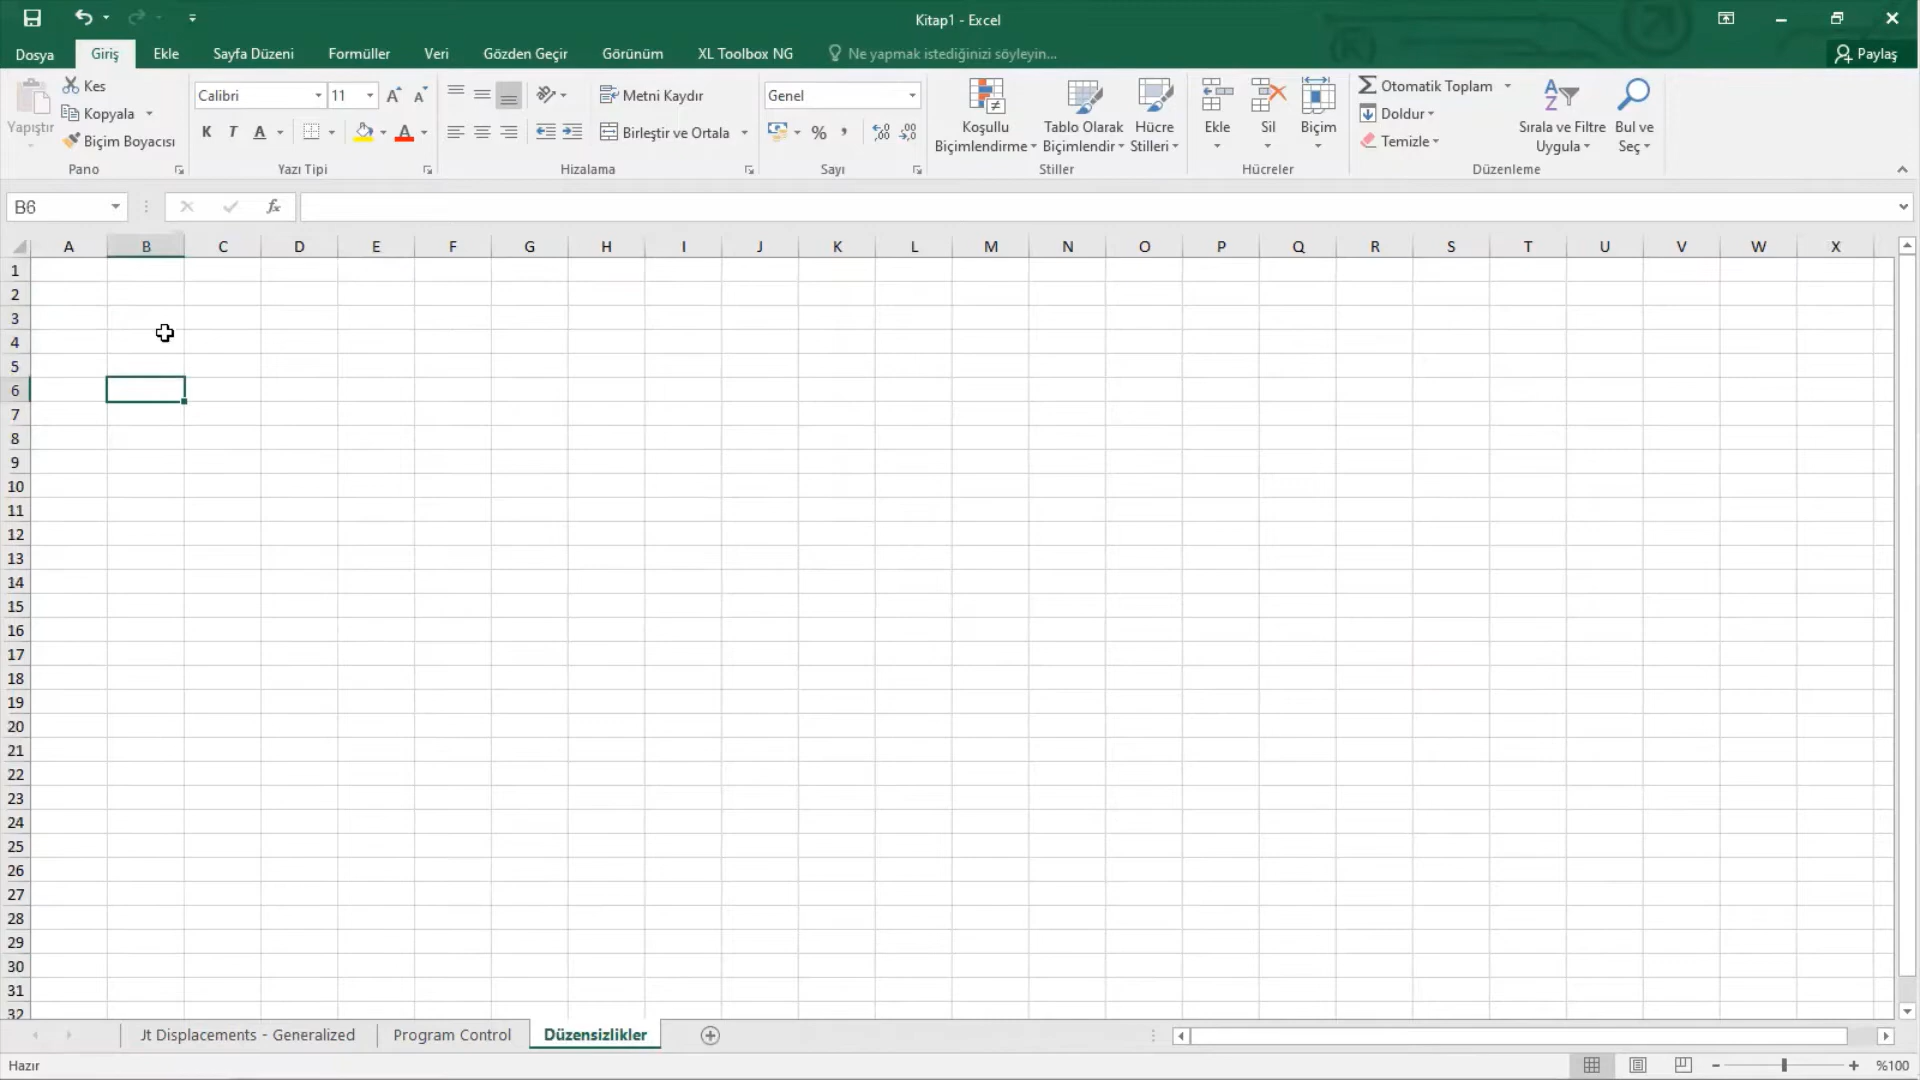 Kitap1 - Excel
Dosya Giriş Ekle Sayfa Düzeni Formüller Veri Gözden Geçir Görünüm XL Toolbox NG Ne yapmak istediğinizi söyleyin... Paylaş
Yapıştır
Kes
Kopyala
Biçim Boyacısı
Pano
Calibri 11
K T A A
Yazı Tipi
Metni Kaydır
Birleştir ve Ortala
Hizalama
Genel
%
Sayı
Koşullu
Biçimlendirme
Tablo Olarak
Biçimlendir
Hücre
Stilleri
Stiller
Ekle
Sil
Biçim
Hücreler
Otomatik Toplam
Doldur
Temizle
Sırala ve Filtre
Uygula
Bul ve
Seç
Düzenleme
B6
fx
A B C D E F G H I J K L M N O P Q R S T U V W X
1
2
3
4
5
6
7
8
9
10
11
12
13
14
15
16
17
18
19
20
21
22
23
24
25
26
27
28
29
30
31
32
Jt Displacements - Generalized Program Control Düzensizlikler
Hazır
%100